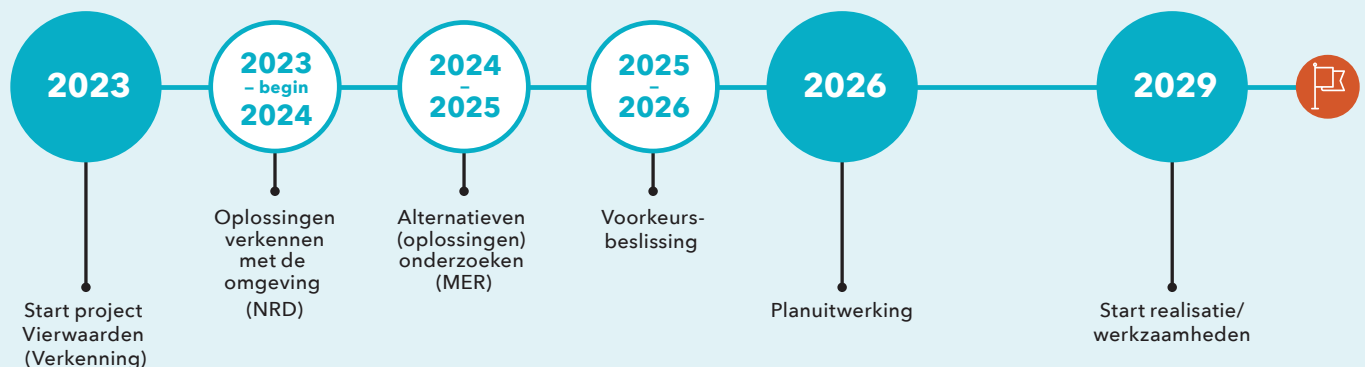 2023
Start project
Vierwaarden
(Verkenning)
2023
– begin
2024
Oplossingen
verkennen
met de
omgeving
(NRD)
2024
–
2025
Alternatieven
(oplossingen)
onderzoeken
(MER)
2025
–
2026
Voorkeurs-
beslissing
2026
Planuitwerking
2029
Start realisatie/
werkzaamheden